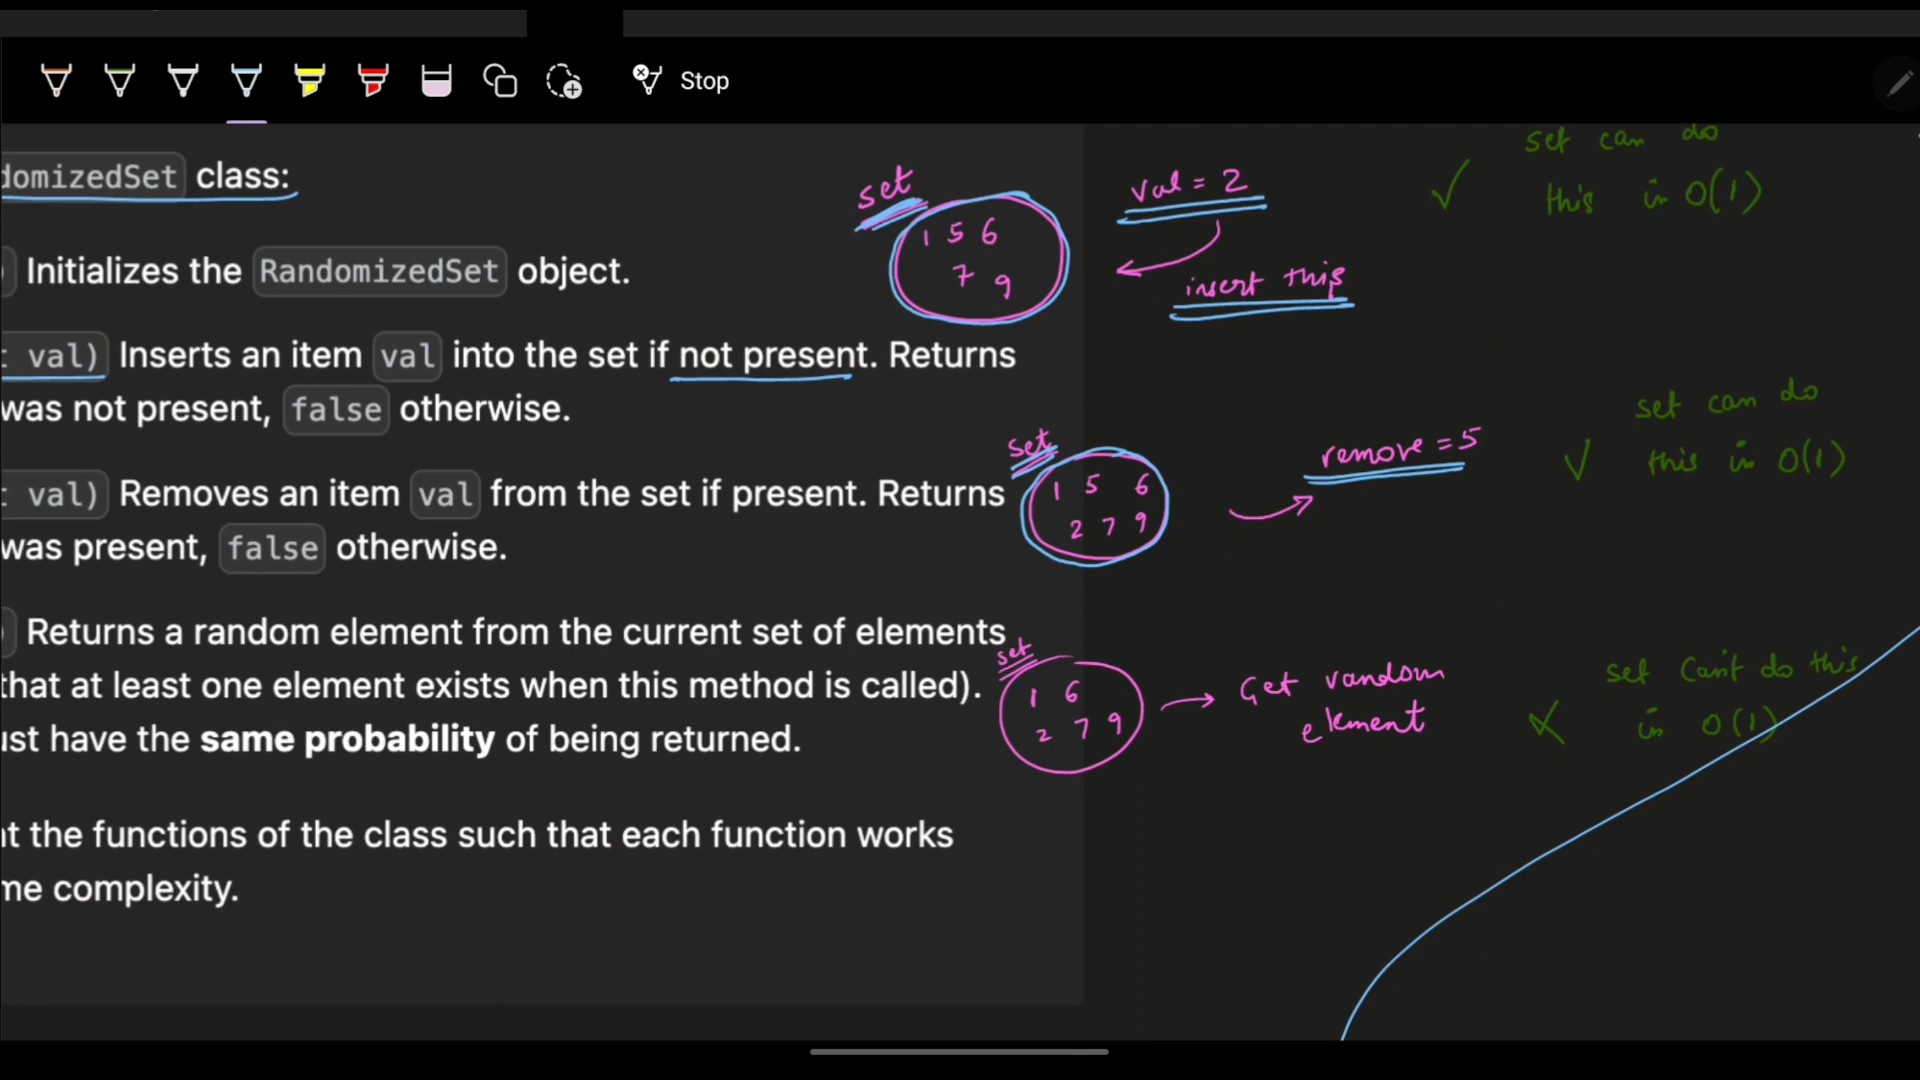 Stop
domizedSet class:
Initializes the RandomizedSet object.
t val) Inserts an item val into the set if not present. Returns
was not present, false otherwise.
t val) Removes an item val from the set if present. Returns
was present, false otherwise.
Returns a random element from the current set of elements
that at least one element exists when this method is called).
ust have the same probability of being returned.
t the functions of the class such that each function works
me complexity.
set
1 5 6
7 9
val = 2
insert this
set can do
this in O(1)
set
1 5 6
2 7 9
remove = 5
set can do
this in O(1)
set
1 6
2 7 9
Get random
element
set can't do this
in O(1)